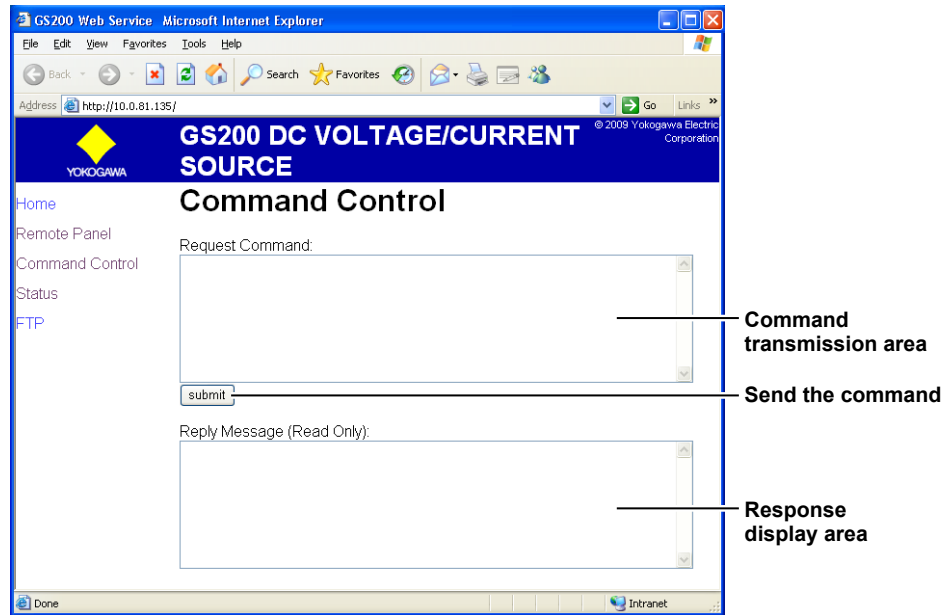 GS200 Web Service  Microsoft Internet Explorer
File Edit View Favorites Tools Help
Back Search Favorites
Address http://10.0.81.135/ Go Links »
YOKOGAWA
GS200 DC VOLTAGE/CURRENT
SOURCE
© 2009 Yokogawa Electric
Corporation
Home
Remote Panel
Command Control
Status
FTP
Command Control
Request Command:
Command
transmission area
submit
Send the command
Reply Message (Read Only):
Response
display area
Done
Intranet